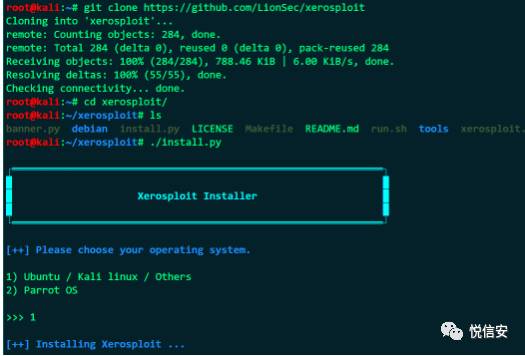 root@kali:~# git clone https://github.com/LionSec/xerosploit
Cloning into 'xerosploit'...
remote: Counting objects: 284, done.
remote: Total 284 (delta 0), reused 0 (delta 0), pack-reused 284
Receiving objects: 100% (284/284), 788.46 KiB | 6.00 KiB/s, done.
Resolving deltas: 100% (55/55), done.
Checking connectivity... done.
root@kali:~# cd xerosploit/
root@kali:~/xerosploit# ls
banner.py debian install.py LICENSE Makefile README.md run.sh tools xerosploit.
root@kali:~/xerosploit# ./install.py
Xerosploit Installer
[++] Please choose your operating system.
1) Ubuntu / Kali linux / Others
2) Parrot OS
>>> 1
[++] Installing Xerosploit ...
悦信安